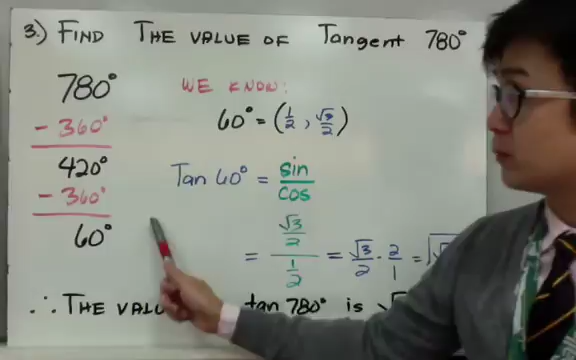 3.) FIND THE VALUE OF Tangent 780°
780°
- 360°
420°
- 360°
60°
WE KNOW:
60° = (1/2, √3/2)
Tan 60° = sin/cos
= (√3/2)/(1/2) = √3/2 · 2/1 = √
∴ THE VALU tan 780° is √